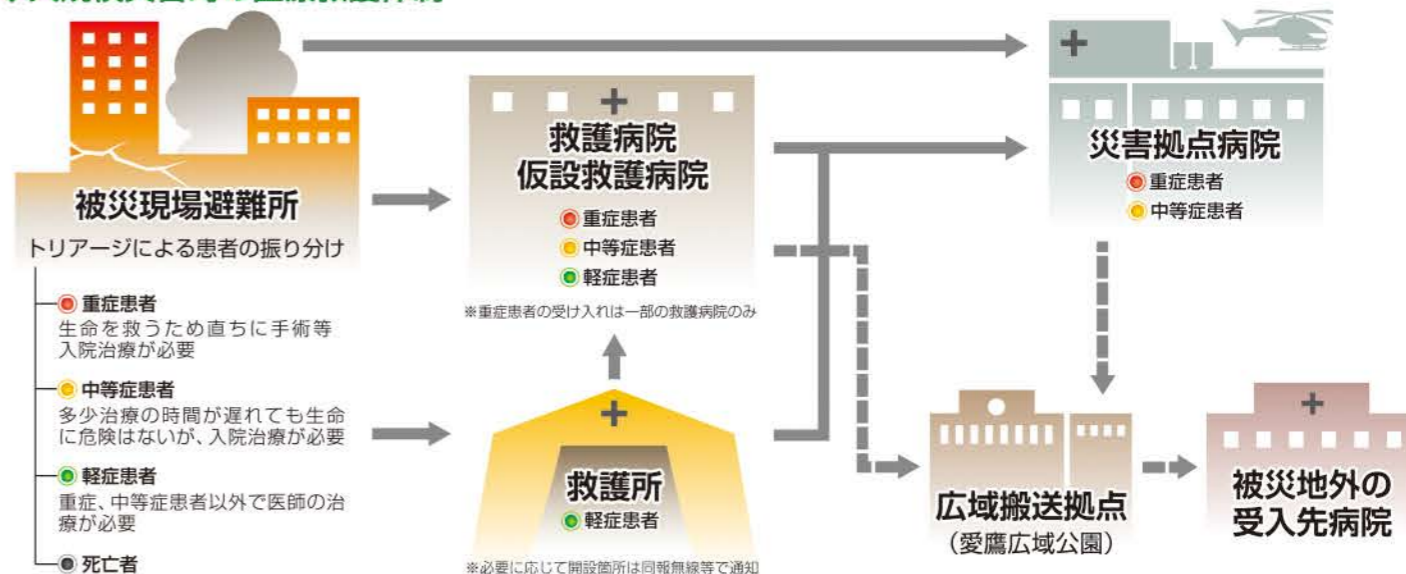 被災現場避難所
トリアージによる患者の振り分け
重症患者
生命を救うため直ちに手術等
入院治療が必要
中等症患者
多少治療の時間が遅れても生命
に危険はないが、入院治療が必要
軽症患者
重症、中等症患者以外で医師の治
療が必要
死亡者
救護病院
仮設救護病院
重症患者
中等症患者
軽症患者
※重症患者の受け入れは一部の救護病院のみ
救護所
軽症患者
※必要に応じて開設箇所は同報無線等で通知
災害拠点病院
重症患者
中等症患者
広域搬送拠点
（愛鷹広域公園）
被災地外の
受入先病院